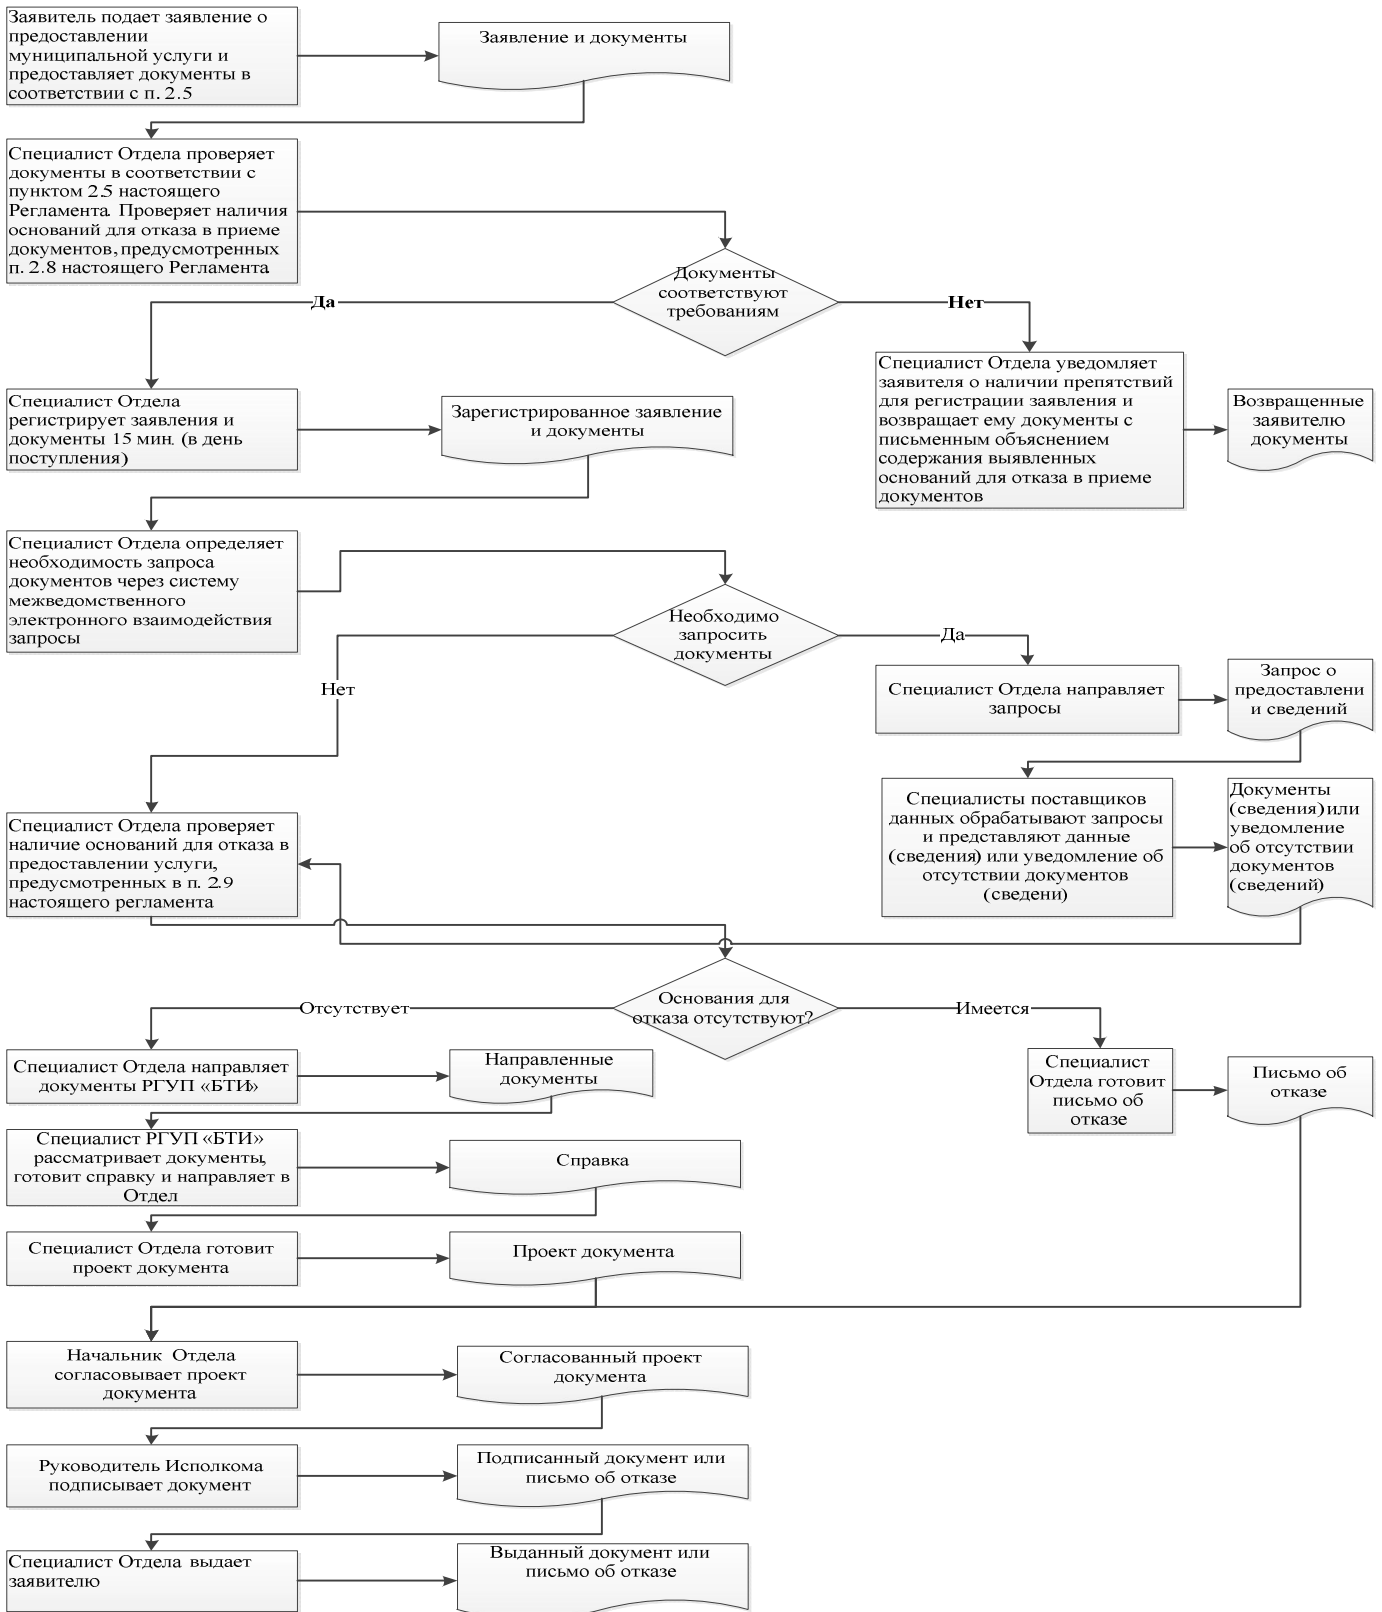 Заявитель подает заявление о
предоставлении
муниципальной услуги и
предоставляет документы в
соответствии с п. 2.5
Заявление и документы
Специалист Отдела проверяет
документы в соответствии с
пунктом 2.5 настоящего
Регламента. Проверяет наличия
оснований для отказа в приеме
документов, предусмотренных
п. 2.8 настоящего Регламента
Документы
соответствуют
требованиям
Да
Нет
Специалист Отдела
регистрирует заявления и
документы 15 мин. (в день
поступления)
Зарегистрированное заявление
и документы
Специалист Отдела уведомляет
заявителя о наличии препятствий
для регистрации заявления и
возвращает ему документы с
письменным объяснением
содержания выявленных
оснований для отказа в приеме
документов
Возвращенные
заявителю
документы
Специалист Отдела определяет
необходимость запроса
документов через систему
межведомственного
электронного взаимодействия
запросы
Необходимо
запросить
документы
Да
Нет
Специалист Отдела направляет
запросы
Запрос о
предоставлени
и сведений
Специалисты поставщиков
данных обрабатывают запросы
и представляют данные
(сведения) или уведомление об
отсутствии документов
(сведени)
Документы
(сведения) или
уведомление
об отсутствии
документов
(сведений)
Специалист Отдела проверяет
наличие оснований для отказа в
предоставлении услуги,
предусмотренных в п. 2.9
настоящего регламента
Основания для
отказа отсутствуют?
Отсутствует
Имеется
Специалист Отдела направляет
документы РГУП «БТИ»
Направленные
документы
Специалист
Отдела готовит
письмо об
отказе
Письмо об
отказе
Специалист РГУП «БТИ»
рассматривает документы,
готовит справку и направляет в
Отдел
Справка
Специалист Отдела готовит
проект документа
Проект документа
Начальник Отдела
согласовывает проект
документа
Согласованный проект
документа
Руководитель Исполкома
подписывает документ
Подписанный документ или
письмо об отказе
Специалист Отдела выдает
заявителю
Выданный документ или
письмо об отказе